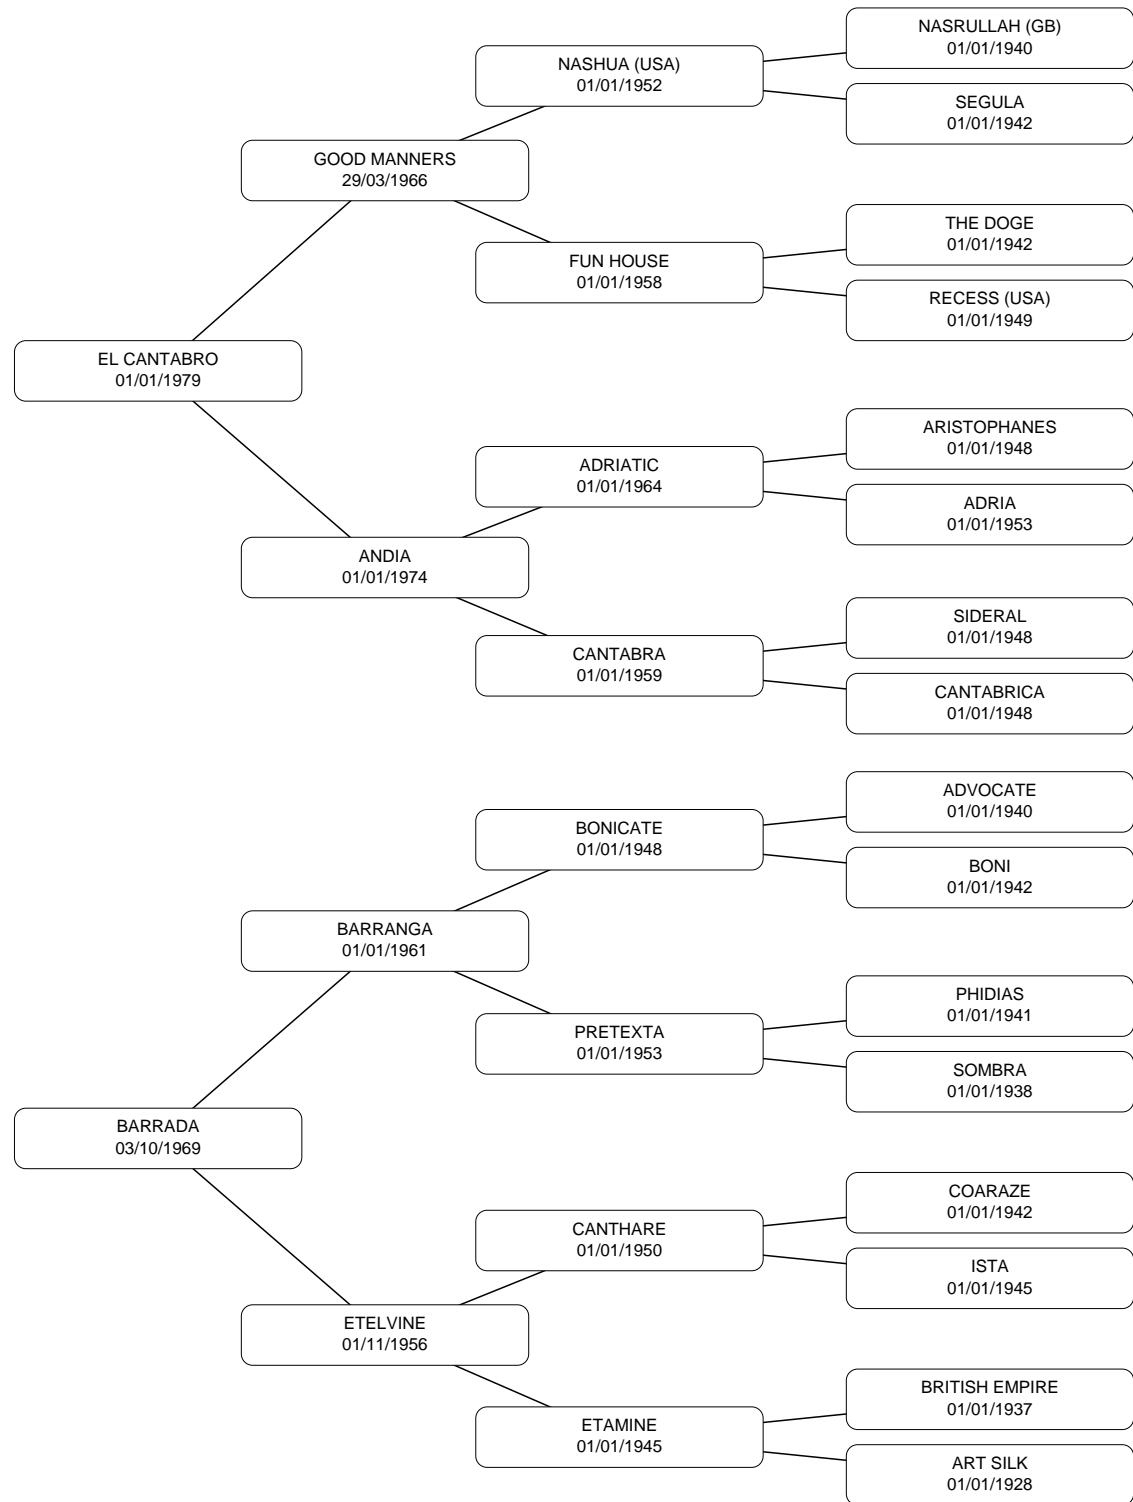 NASRULLAH (GB)
01/01/1940
NASHUA (USA)
01/01/1952
SEGULA
01/01/1942
GOOD MANNERS
29/03/1966
THE DOGE
01/01/1942
FUN HOUSE
01/01/1958
RECESS (USA)
01/01/1949
EL CANTABRO
01/01/1979
ARISTOPHANES
01/01/1948
ADRIATIC
01/01/1964
ADRIA
01/01/1953
ANDIA
01/01/1974
SIDERAL
01/01/1948
CANTABRA
01/01/1959
CANTABRICA
01/01/1948
ADVOCATE
01/01/1940
BONICATE
01/01/1948
BONI
01/01/1942
BARRANGA
01/01/1961
PHIDIAS
01/01/1941
PRETEXTA
01/01/1953
SOMBRA
01/01/1938
BARRADA
03/10/1969
COARAZE
01/01/1942
CANTHARE
01/01/1950
ISTA
01/01/1945
ETELVINE
01/11/1956
BRITISH EMPIRE
01/01/1937
ETAMINE
01/01/1945
ART SILK
01/01/1928